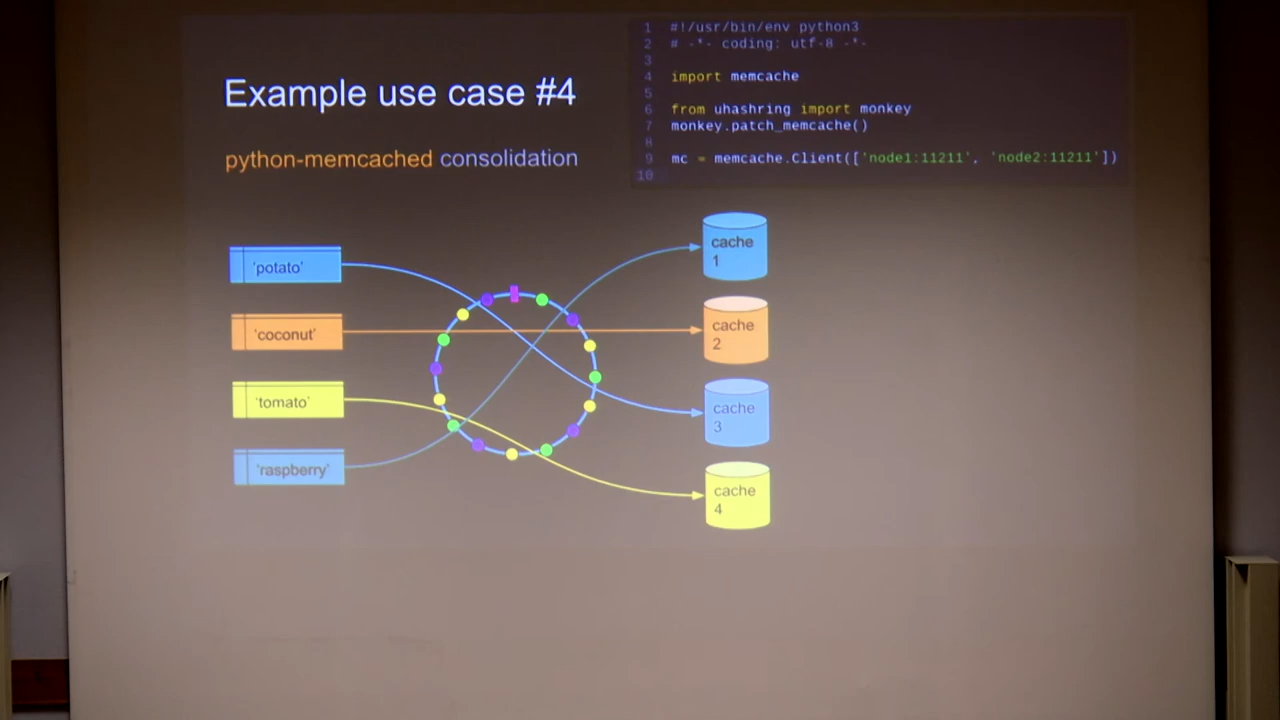 Example use case #4
python-memcached consolidation
1 #!/usr/bin/env python3
2 # -*- coding: utf-8 -*-
3
4 import memcache
5
6 from uhashring import monkey
7 monkey.patch_memcache()
8
9 mc = memcache.Client(['node1:11211', 'node2:11211'])
10
'potato'
'coconut'
'tomato'
'raspberry'
cache
1
cache
2
cache
3
cache
4